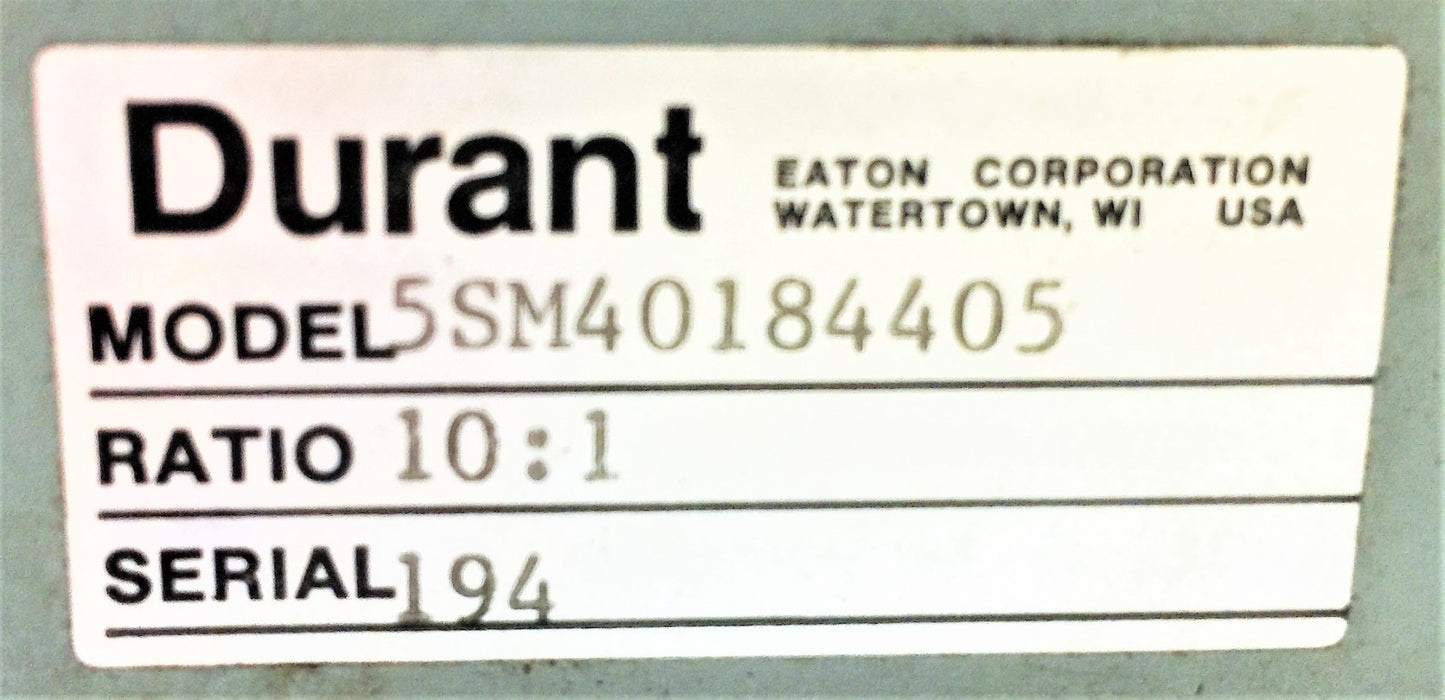 Durant EATON CORPORATION
WATERTOWN, WI USA
MODEL 5SM40184405
RATIO 10:1
SERIAL 194